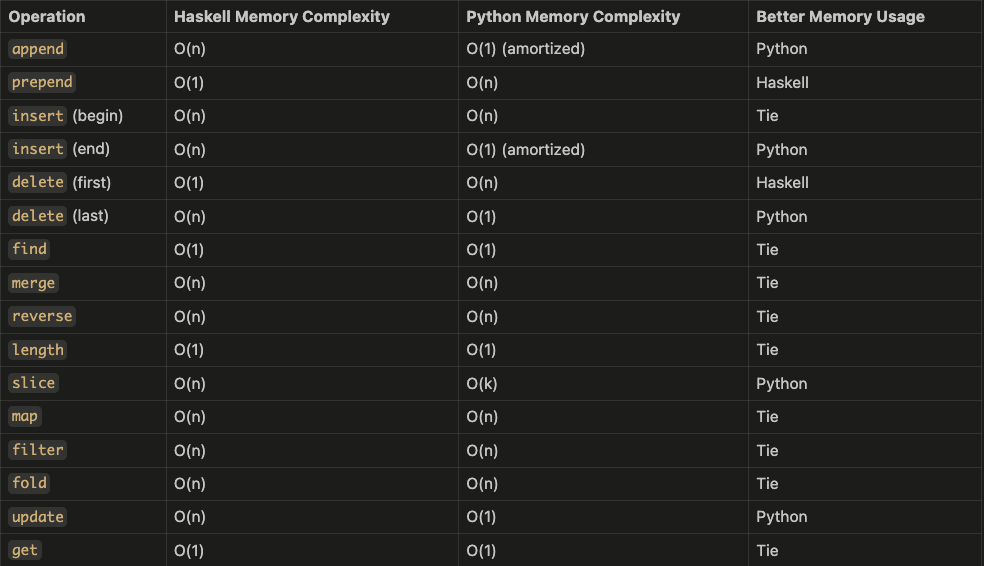 Operation Haskell Memory Complexity Python Memory Complexity Better Memory Usage
append O(n) O(1) (amortized) Python
prepend O(1) O(n) Haskell
insert (begin) O(n) O(n) Tie
insert (end) O(n) O(1) (amortized) Python
delete (first) O(1) O(n) Haskell
delete (last) O(n) O(1) Python
find O(1) O(1) Tie
merge O(n) O(n) Tie
reverse O(n) O(n) Tie
length O(1) O(1) Tie
slice O(n) O(k) Python
map O(n) O(n) Tie
filter O(n) O(n) Tie
fold O(n) O(n) Tie
update O(n) O(1) Python
get O(1) O(1) Tie